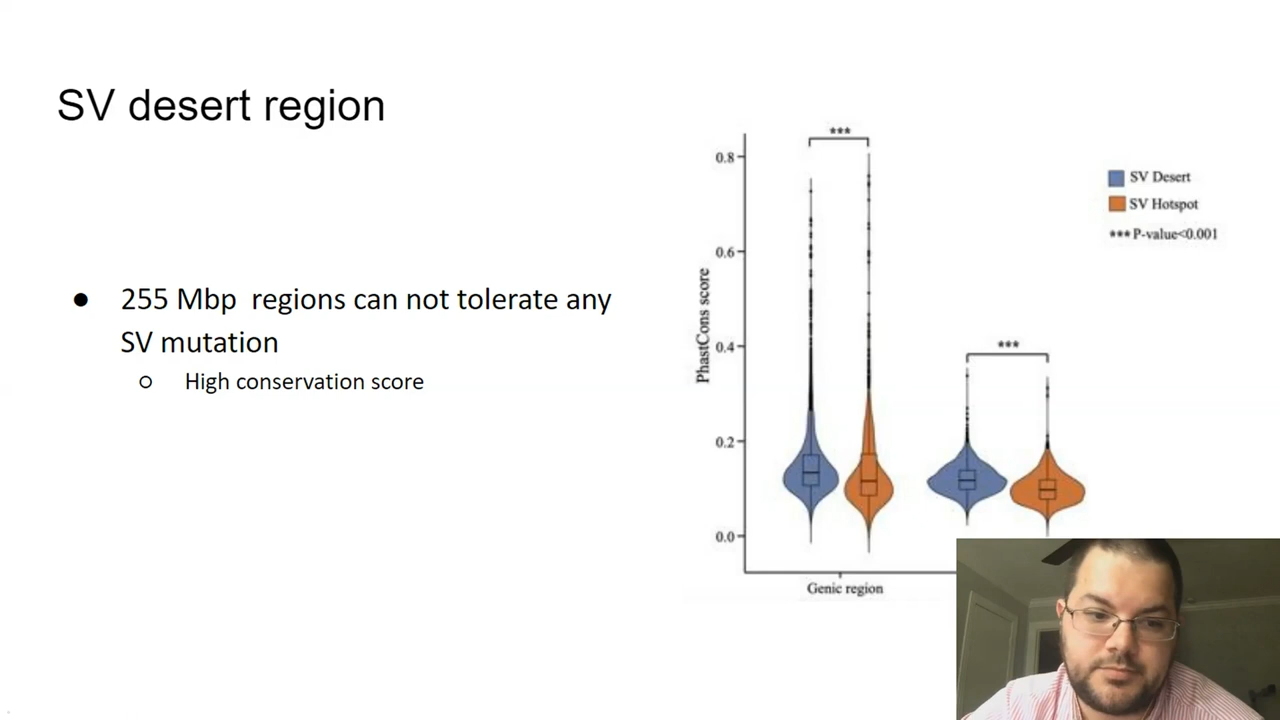 SV desert region
● 255 Mbp regions can not tolerate any
SV mutation
○ High conservation score
***
0.8
0.6
0.4
0.2
0.0
PhastCons score
***
SV Desert
SV Hotspot
*** P-value<0.001
Genic region